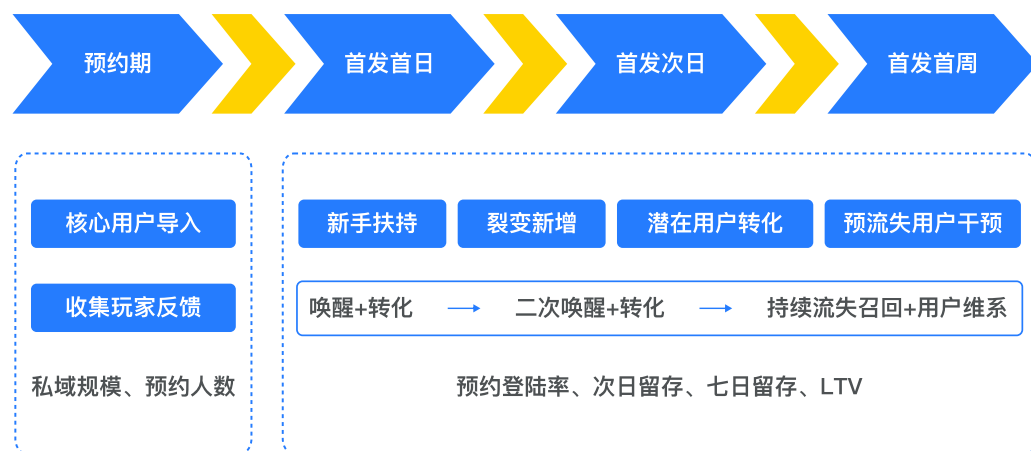 预约期
首发首日
首发次日
首发首周
核心用户导入
收集玩家反馈
私域规模、预约人数
新手扶持
裂变新增
潜在用户转化
预流失用户干预
唤醒+转化
二次唤醒+转化
持续流失召回+用户维系
预约登陆率、次日留存、七日留存、LTV